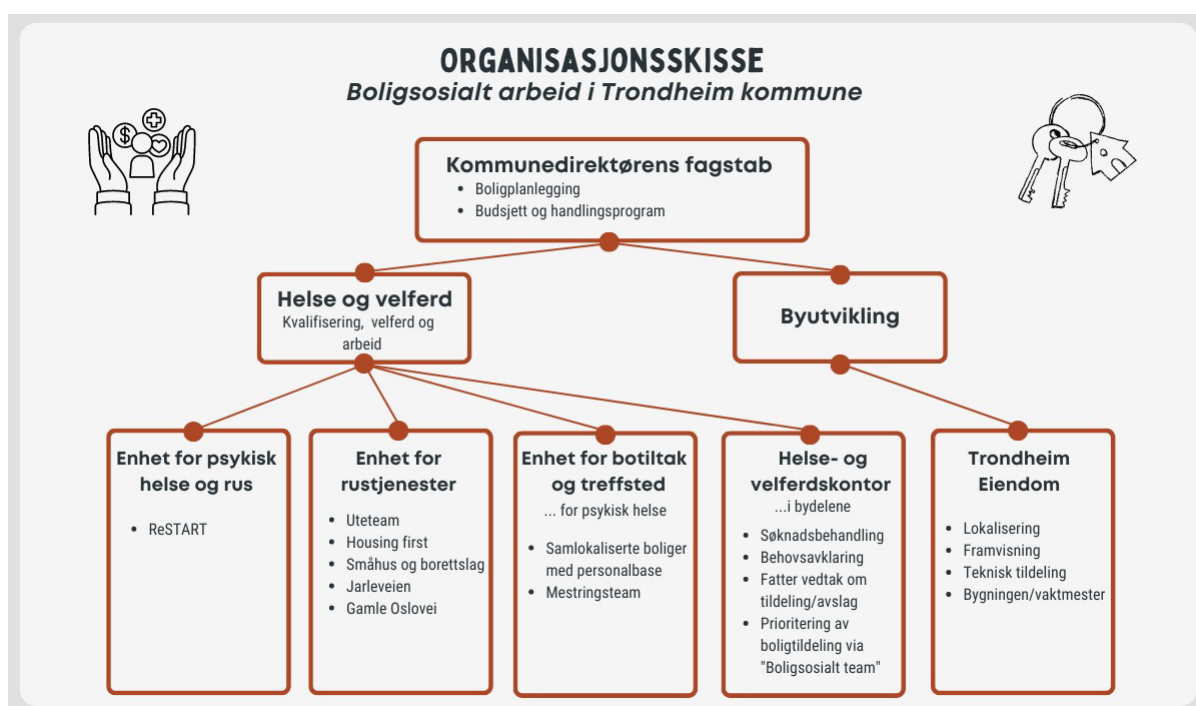 ORGANISASJONSSKISSE
Boligsosialt arbeid i Trondheim kommune
$
Kommunedirektørens fagstab
• Boligplanlegging
• Budsjett og handlingsprogram
Helse og velferd
Kvalifisering, velferd og
arbeid
Byutvikling
Enhet for psykisk
helse og rus
• ReSTART
Enhet for
rustjenester
• Uteteam
• Housing first
• Småhus og borettslag
• Jarleveien
• Gamle Oslovei
Enhet for botiltak
og treffsted
... for psykisk helse
• Samlokaliserte boliger
med personalbase
• Mestringsteam
Helse- og
velferdskontor
...i bydelene
• Søknadsbehandling
• Behovsavklaring
• Fatter vedtak om
tildeling/avslag
• Prioritering av
boligtildeling via
"Boligsosialt team"
Trondheim
Eiendom
• Lokalisering
• Framvisning
• Teknisk tildeling
• Bygningen/vaktmester